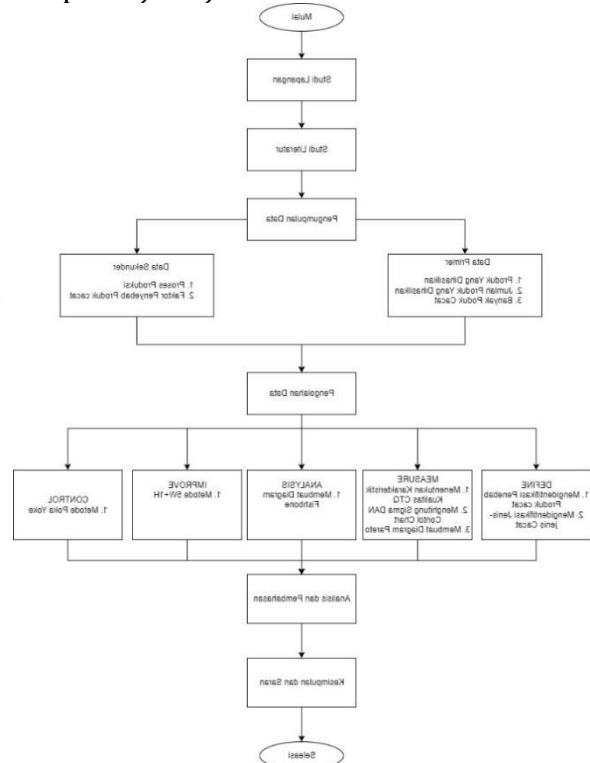 Mulai
Studi Lapangan
Studi Literatur
Pengumpulan Data
Data Primer
1. Produk Yang Dihasilkan
2. Jumlah Produk Yang Dihasilkan
3. Banyak Poduk Cacat
Data Sekunder
1. Proses Produksi
2. Faktor Penyebab Produk cacat
Pengolahan Data
DEFINE
1. Mengidentifikasi Penebab
Produk cacat
2. Mengidentifikasi Jenis-
jenis Cacat
MEASURE
1. Menentukan Karakteristik
Kualitas CTQ
2. Menghitung Sigma DAN
Contol Chart
3. Membuat Diagram Pareto
ANALYSIS
1. Membuat Diagram
Fishbone
IMPROVE
1. Metode 5W+1H
CONTROL
1. Metode Poka Yoke
Analisis dan Pembahasan
Kesimpulan dan Saran
Seleasi